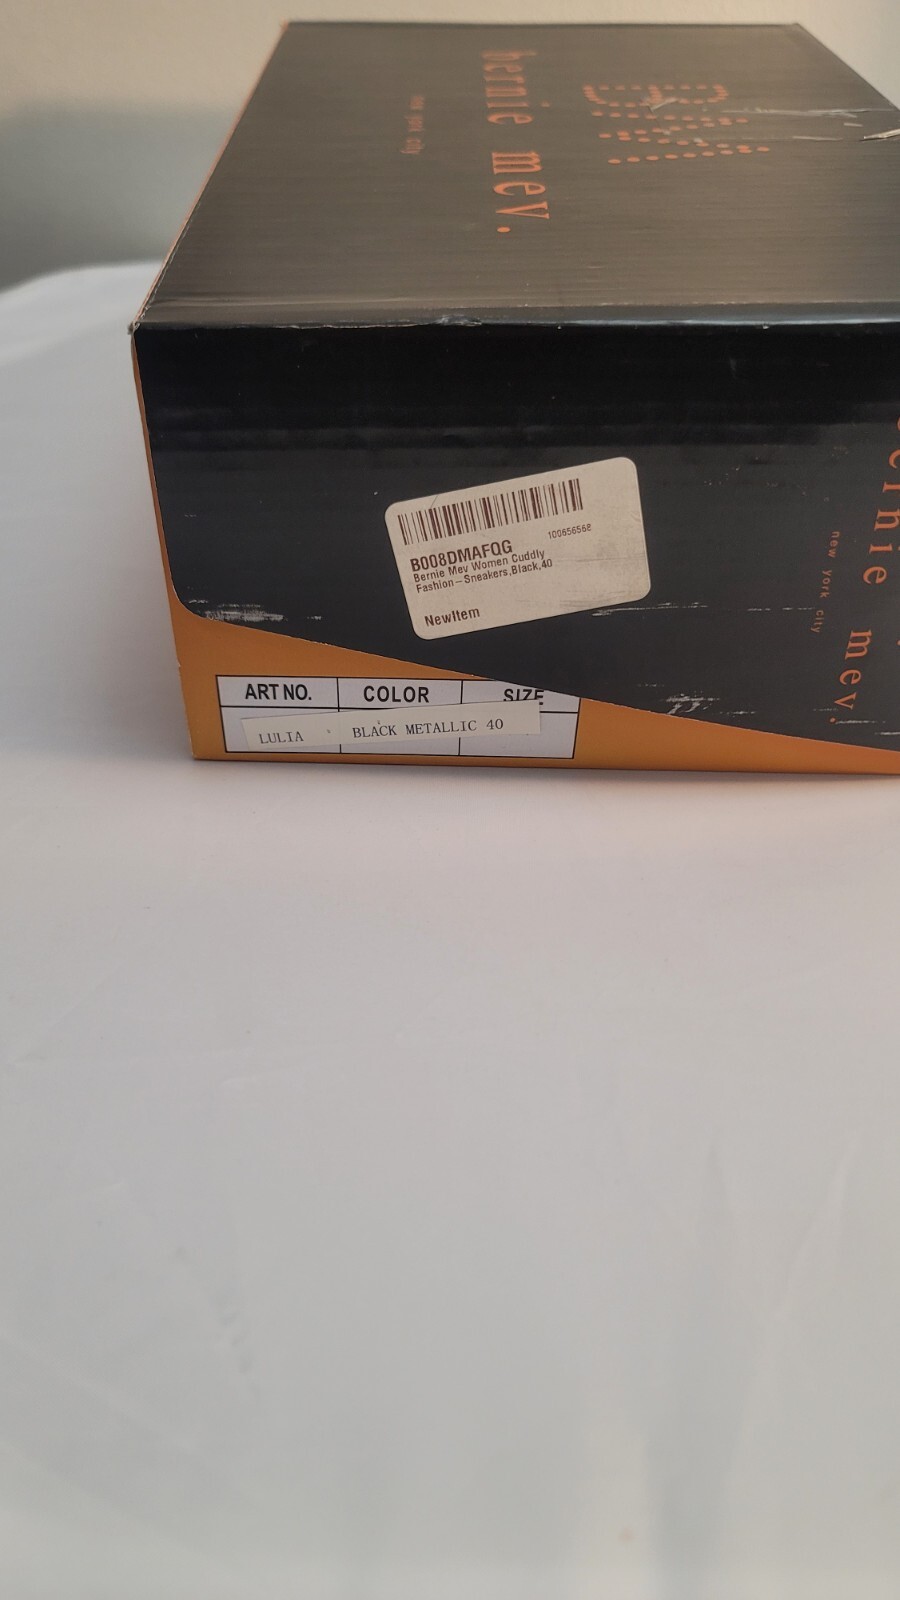 bernie mev.
new york city
100656568
B008DMAFQG
Bernie Mev Women Cuddly
Fashion-Sneakers,Black,40
NewItem
ernie mev.
new york city
ART NO. COLOR SIZE
LULIA BLACK METALLIC 40